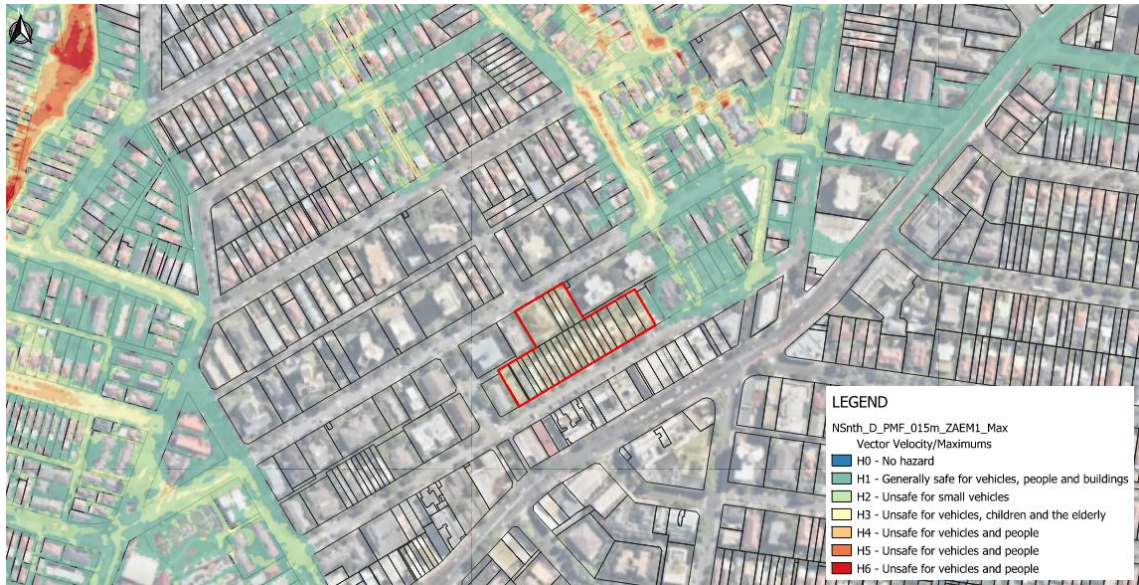 N
LEGEND
NSnth_D_PMF_015m_ZAEM1_Max
Vector Velocity/Maximums
H0 - No hazard
H1 - Generally safe for vehicles, people and buildings
H2 - Unsafe for small vehicles
H3 - Unsafe for vehicles, children and the elderly
H4 - Unsafe for vehicles and people
H5 - Unsafe for vehicles and people
H6 - Unsafe for vehicles and people